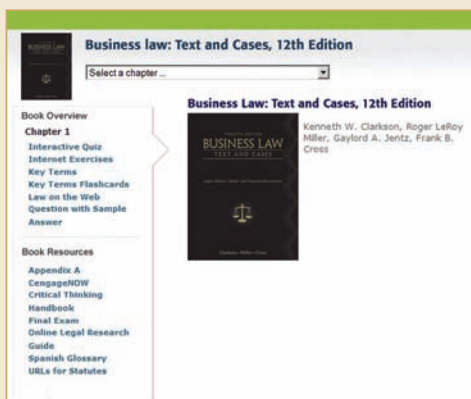 Business law: Text and Cases, 12th Edition
BUSINESS LAW
Select a chapter ...
Book Overview
Chapter 1
Interactive Quiz
Internet Exercises
Key Terms
Key Terms Flashcards
Law on the Web
Question with Sample
Answer
Book Resources
Appendix A
CengageNOW
Critical Thinking
Handbook
Final Exam
Online Legal Research
Guide
Spanish Glossary
URLs for Statutes
Business Law: Text and Cases, 12th Edition
TWELFTH EDITION
BUSINESS LAW
TEXT AND CASES
Clarkson Miller Cross
Kenneth W. Clarkson, Roger LeRoy
Miller, Gaylord A. Jentz, Frank B.
Cross